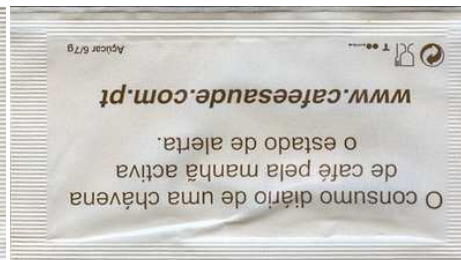 O consumo diário de uma chávena
de café pela manhã activa
o estado de alerta.
www.cafeesaude.com.pt
Açúcar 6/7g